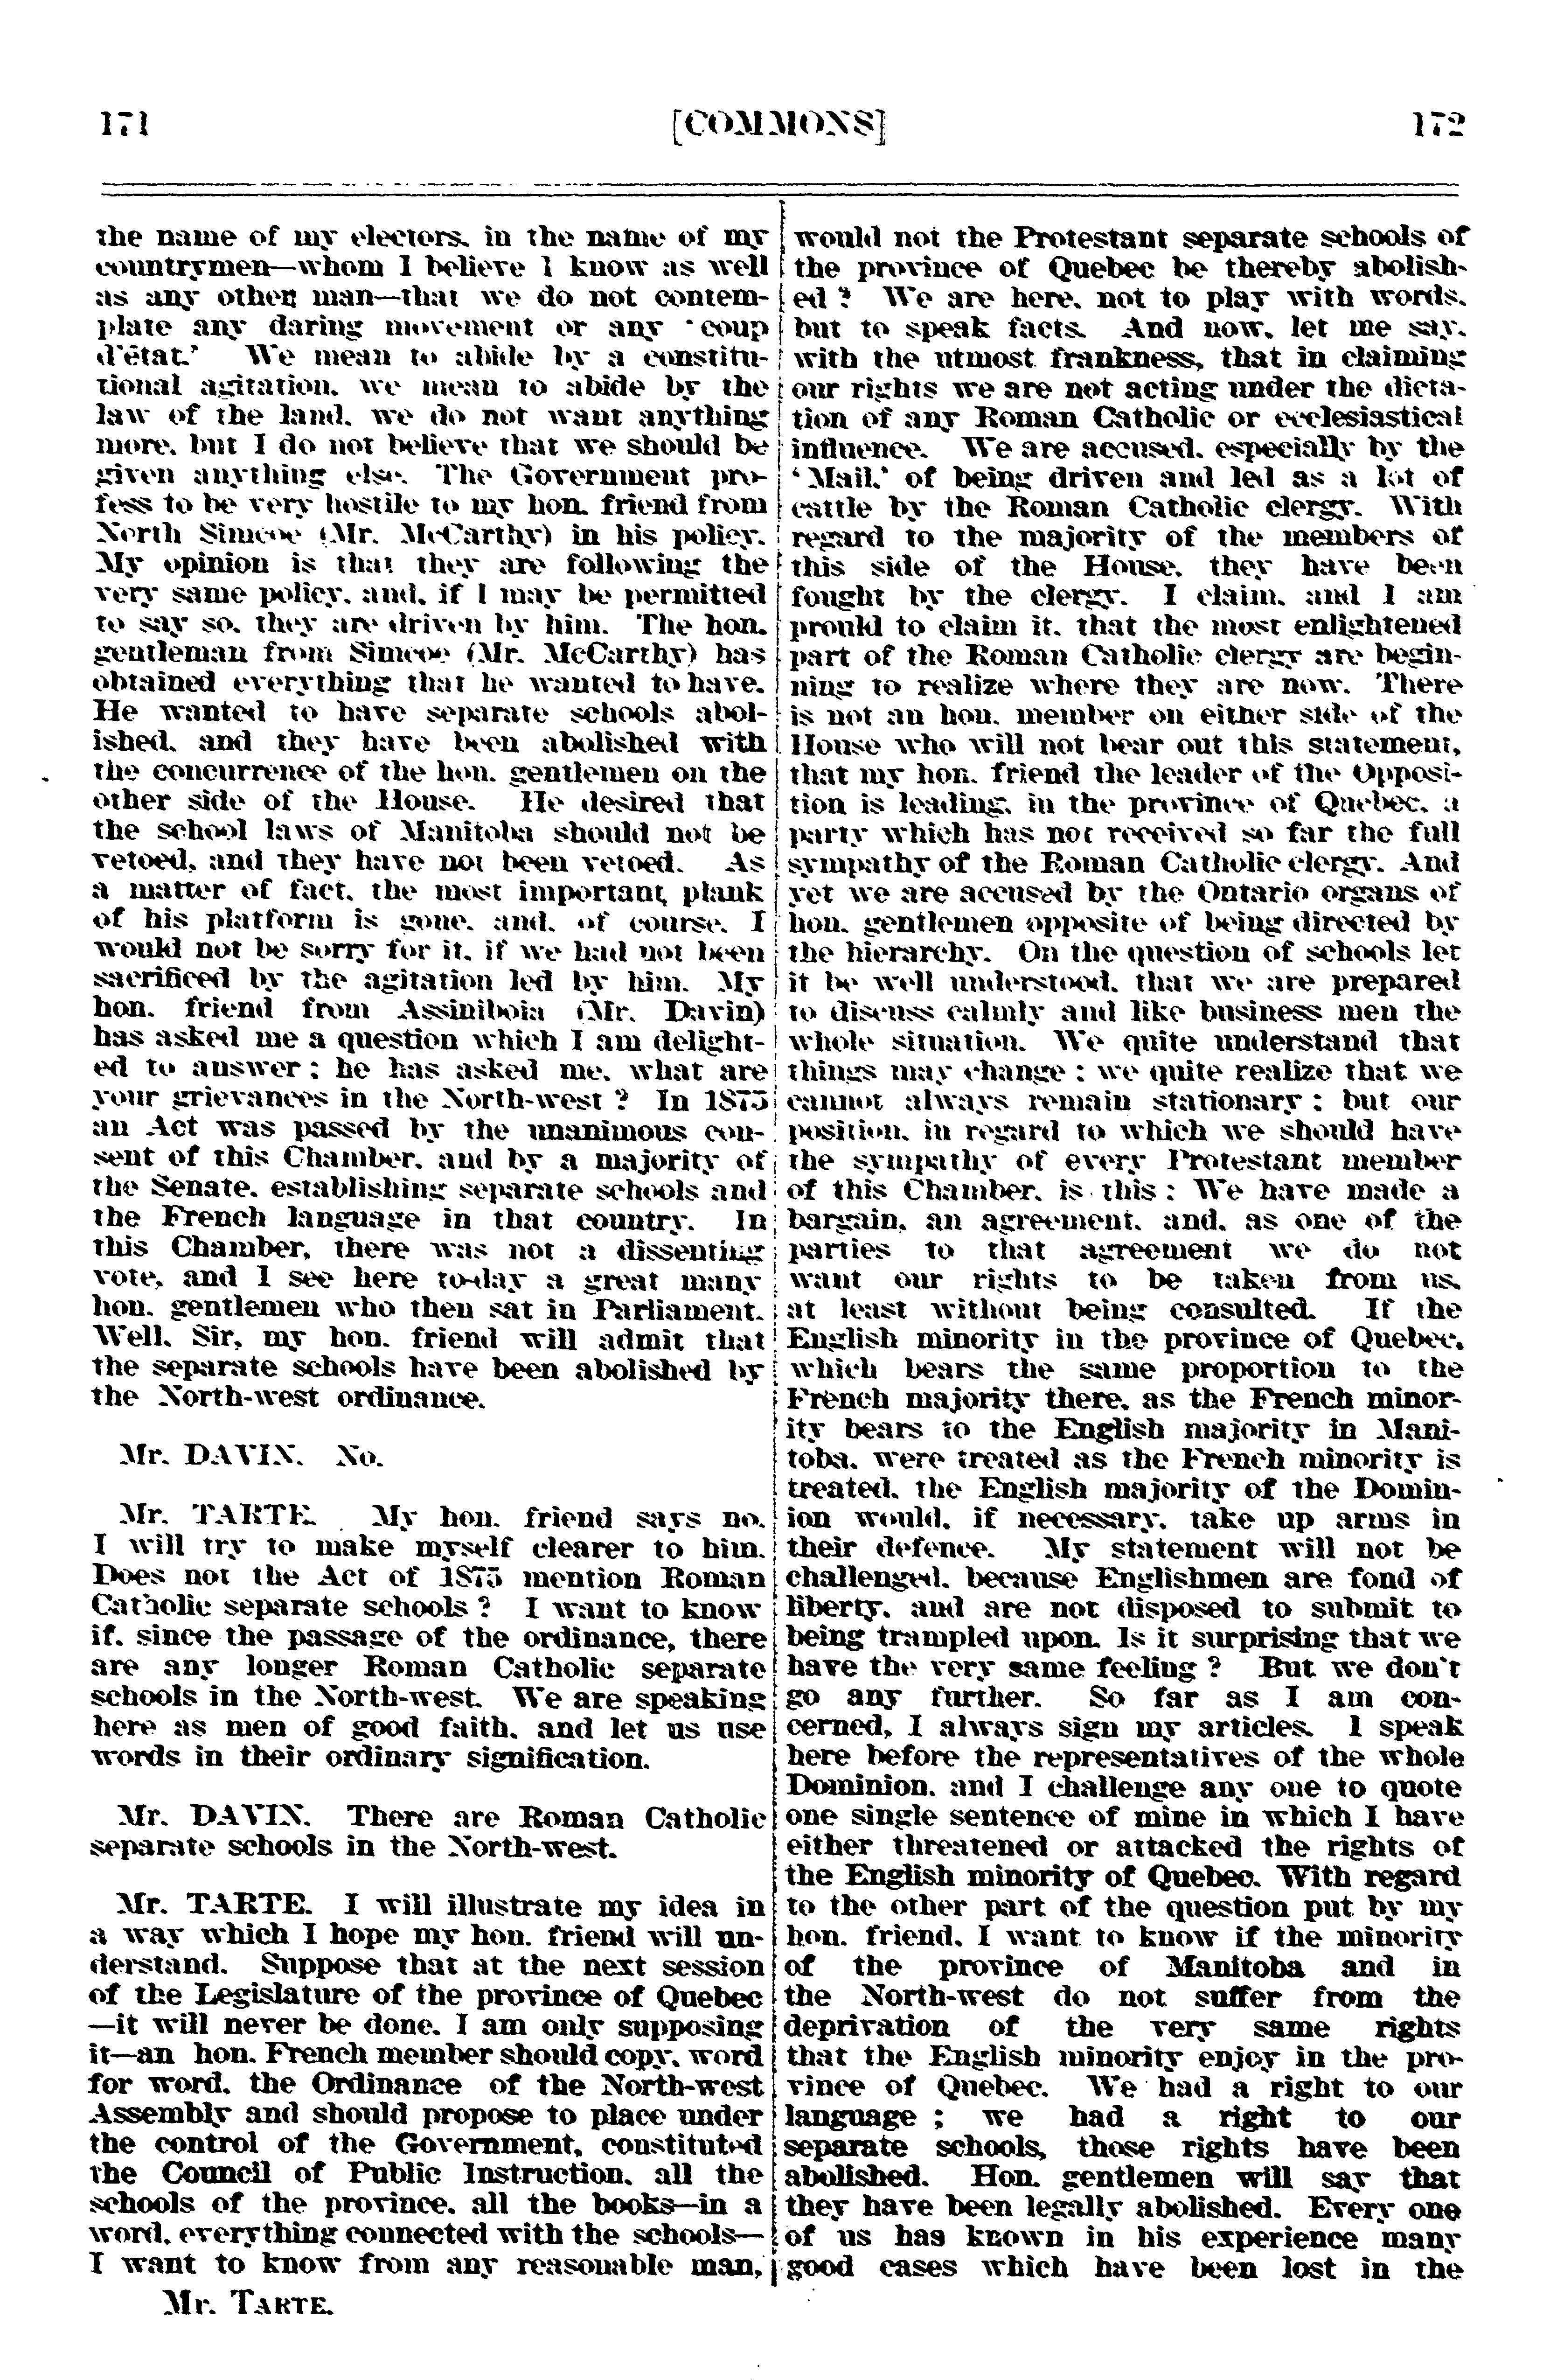 171 [COMMONS] 172
the name of my electors, in the name of my
countrymen—whom I believe I know as well
as any other man—that we do not contem-
plate any daring movement or any 'coup
d'état.' We mean to abide by a constitu-
tional agitation, we mean to abide by the
law of the land, we do not want anything
more, but I do not believe that we should be
given anything else. The Government pro-
fess to be very hostile to my hon. friend from
North Simcoe (Mr. McCarthy) in his policy.
My opinion is that they are following the
very same policy, and, if I may be permitted
to say so, they are driven by him. The hon.
gentleman from Simcoe (Mr. McCarthy) has
obtained everything that he wanted to have.
He wanted to have separate schools abol-
ished, and they have been abolished with
the concurrence of the hon. gentlemen on the
other side of the House. He desired that
the school laws of Manitoba should not be
vetoed, and they have not been vetoed. As
a matter of fact, the most important plank
of his platform is gone, and, of course, I
would not be sorry for it, if we had not been
sacrificed by the agitation led by him. My
hon. friend from Assiniboia (Mr. Davin)
has asked me a question which I am delight-
ed to answer; he has asked me, what are
your grievances in the North-west? In 1875
an Act was passed by the unanimous con-
sent of this Chamber, and by a majority of
the Senate, establishing separate schools and
the French language in that country. In
this Chamber, there was not a dissenting
vote, and I see here to-day a great many
hon. gentlemen who then sat in Parliament.
Well, Sir, my hon. friend will admit that
the separate schools have been abolished by
the North-west ordinance.
Mr. DAVIN. No.
Mr. TARTE. My hon. friend says no.
I will try to make myself clearer to him.
Does not the Act of 1875 mention Roman
Catholic separate schools? I want to know
if, since the passage of the ordinance, there
are any longer Roman Catholic separate
schools in the North-west. We are speaking
here as men of good faith, and let us use
words in their ordinary signification.
Mr. DAVIN. There are Roman Catholic
separate schools in the North-west.
Mr. TARTE. I will illustrate my idea in
a way which I hope my hon. friend will un-
derstand. Suppose that at the next session
of the Legislature of the province of Quebec
—it will never be done, I am only supposing
it—an hon. French member should copy, word
for word, the Ordinance of the North-west
Assembly and should propose to place under
the control of the Government, constituted
the Council of Public Instruction, all the
schools of the province, all the books—in a
word, everything connected with the schools—
I want to know from any reasonable man,
Mr. TARTE.
would not the Protestant separate schools of
the province of Quebec be thereby abolish-
ed? We are here, not to play with words,
but to speak facts. And now, let me say,
with the utmost frankness, that in claiming
our rights we are not acting under the dicta-
tion of any Roman Catholic or ecclesiastical
influence. We are accused, especially by the
'Mail,' of being driven and led as a lot of
cattle by the Roman Catholic clergy. With
regard to the majority of the members of
this side of the House, they have been
fought by the clergy. I claim, and I am
prould to claim it, that the most enlightened
part of the Roman Catholic clergy are begin-
ning to realize where they are now. There
is not an hon. member on either side of the
House who will not bear out this statement,
that my hon. friend the leader of the Opposi-
tion is leading, in the province of Quebec, a
party which has not received so far the full
sympathy of the Roman Catholic clergy. And
yet we are accused by the Ontario organs of
hon. gentlemen opposite of being directed by
the hierarchy. On the question of schools let
it be well understood, that we are prepared
to discuss calmly and like business men the
whole situation. We quite understand that
things may change; we quite realize that we
cannot always remain stationary; but our
position, in regard to which we should have
the sympathy of every Protestant member
of this Chamber, is this: We have made a
bargain, an agreement, and, as one of the
parties to that agreement we do not
want our rights to be taken from us,
at least without being consulted. If the
English minority in the province of Quebec,
which bears the same proportion to the
French majority there, as the French minor-
ity bears to the English majority in Mani-
toba, were treated as the French minority is
treated, the English majority of the Domin-
ion would, if necessary, take up arms in
their defence. My statement will not be
challenged, because Englishmen are fond of
liberty, and are not disposed to submit to
being trampled upon. Is it surprising that we
have the very same feeling? But we don't
go any further. So far as I am con-
cerned, I always sign my articles. I speak
here before the representatives of the whole
Dominion, and I challenge any one to quote
one single sentence of mine in which I have
either threatened or attacked the rights of
the English minority of Quebec. With regard
to the other part of the question put by my
hon. friend, I want to know if the minority
of the province of Manitoba and in
the North-west do not suffer from the
deprivation of the very same rights
that the English minority enjoy in the pro-
vince of Quebec. We had a right to our
language; we had a right to our
separate schools, those rights have been
abolished. Hon. gentlemen will say that
they have been legally abolished. Every one
of us has known in his experience many
good cases which have been lost in the